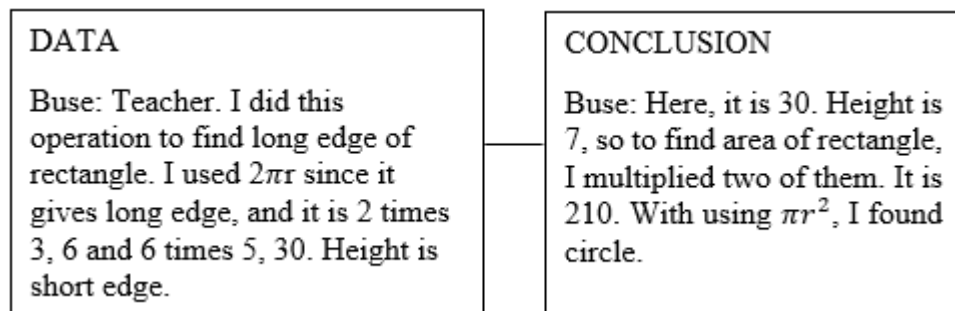 DATA
Buse: Teacher. I did this
operation to find long edge of
rectangle. I used 2πr since it
gives long edge, and it is 2 times
3, 6 and 6 times 5, 30. Height is
short edge.
CONCLUSION
Buse: Here, it is 30. Height is
7, so to find area of rectangle,
I multiplied two of them. It is
210. With using πr², I found
circle.